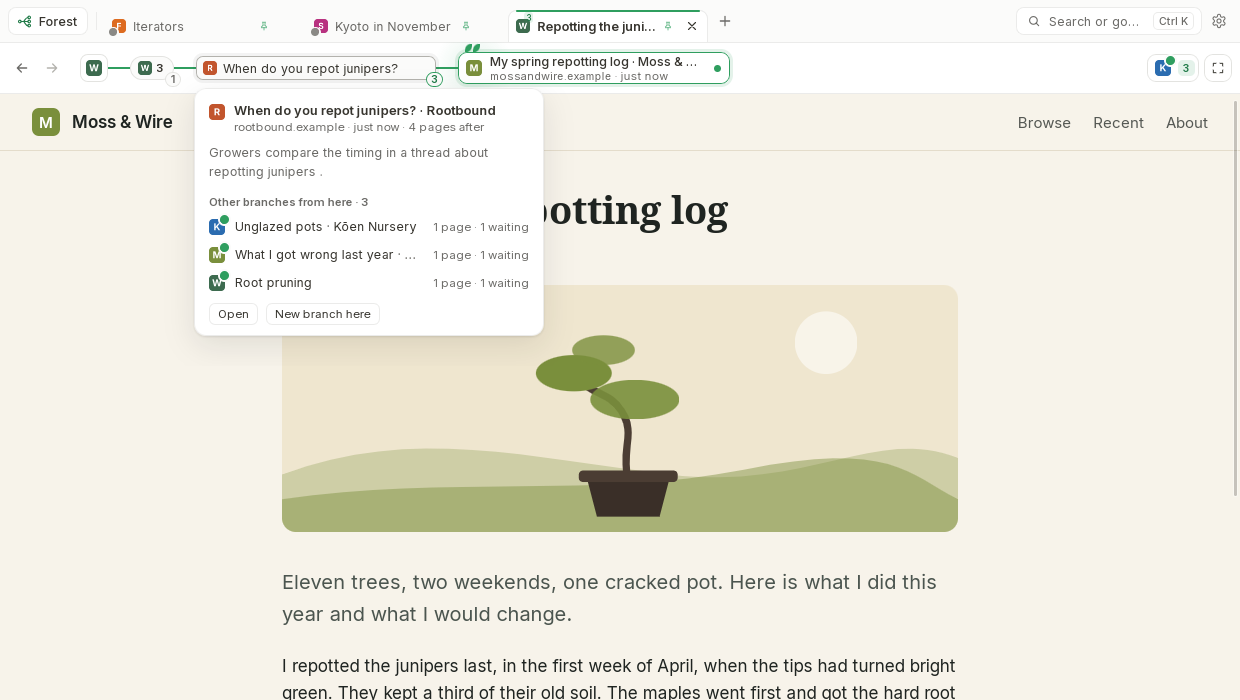 Forest
F
Iterators
S
Kyoto in November
W
3
Repotting the juni...
Search or go...
Ctrl K
W
W
3
1
R
When do you repot junipers?
3
M
My spring repotting log · Moss & ...
mossandwire.example · just now
K
3
M
Moss & Wire
Browse
Recent
About
R
When do you repot junipers? · Rootbound
rootbound.example · just now · 4 pages after
Growers compare the timing in a thread about
repotting junipers .
Other branches from here · 3
K
Unglazed pots · Kōen Nursery
1 page · 1 waiting
M
What I got wrong last year · ...
1 page · 1 waiting
W
Root pruning
1 page · 1 waiting
Open
New branch here
otting log
Eleven trees, two weekends, one cracked pot. Here is what I did this
year and what I would change.
I repotted the junipers last, in the first week of April, when the tips had turned bright
green. They kept a third of their old soil. The maples went first and got the hard root